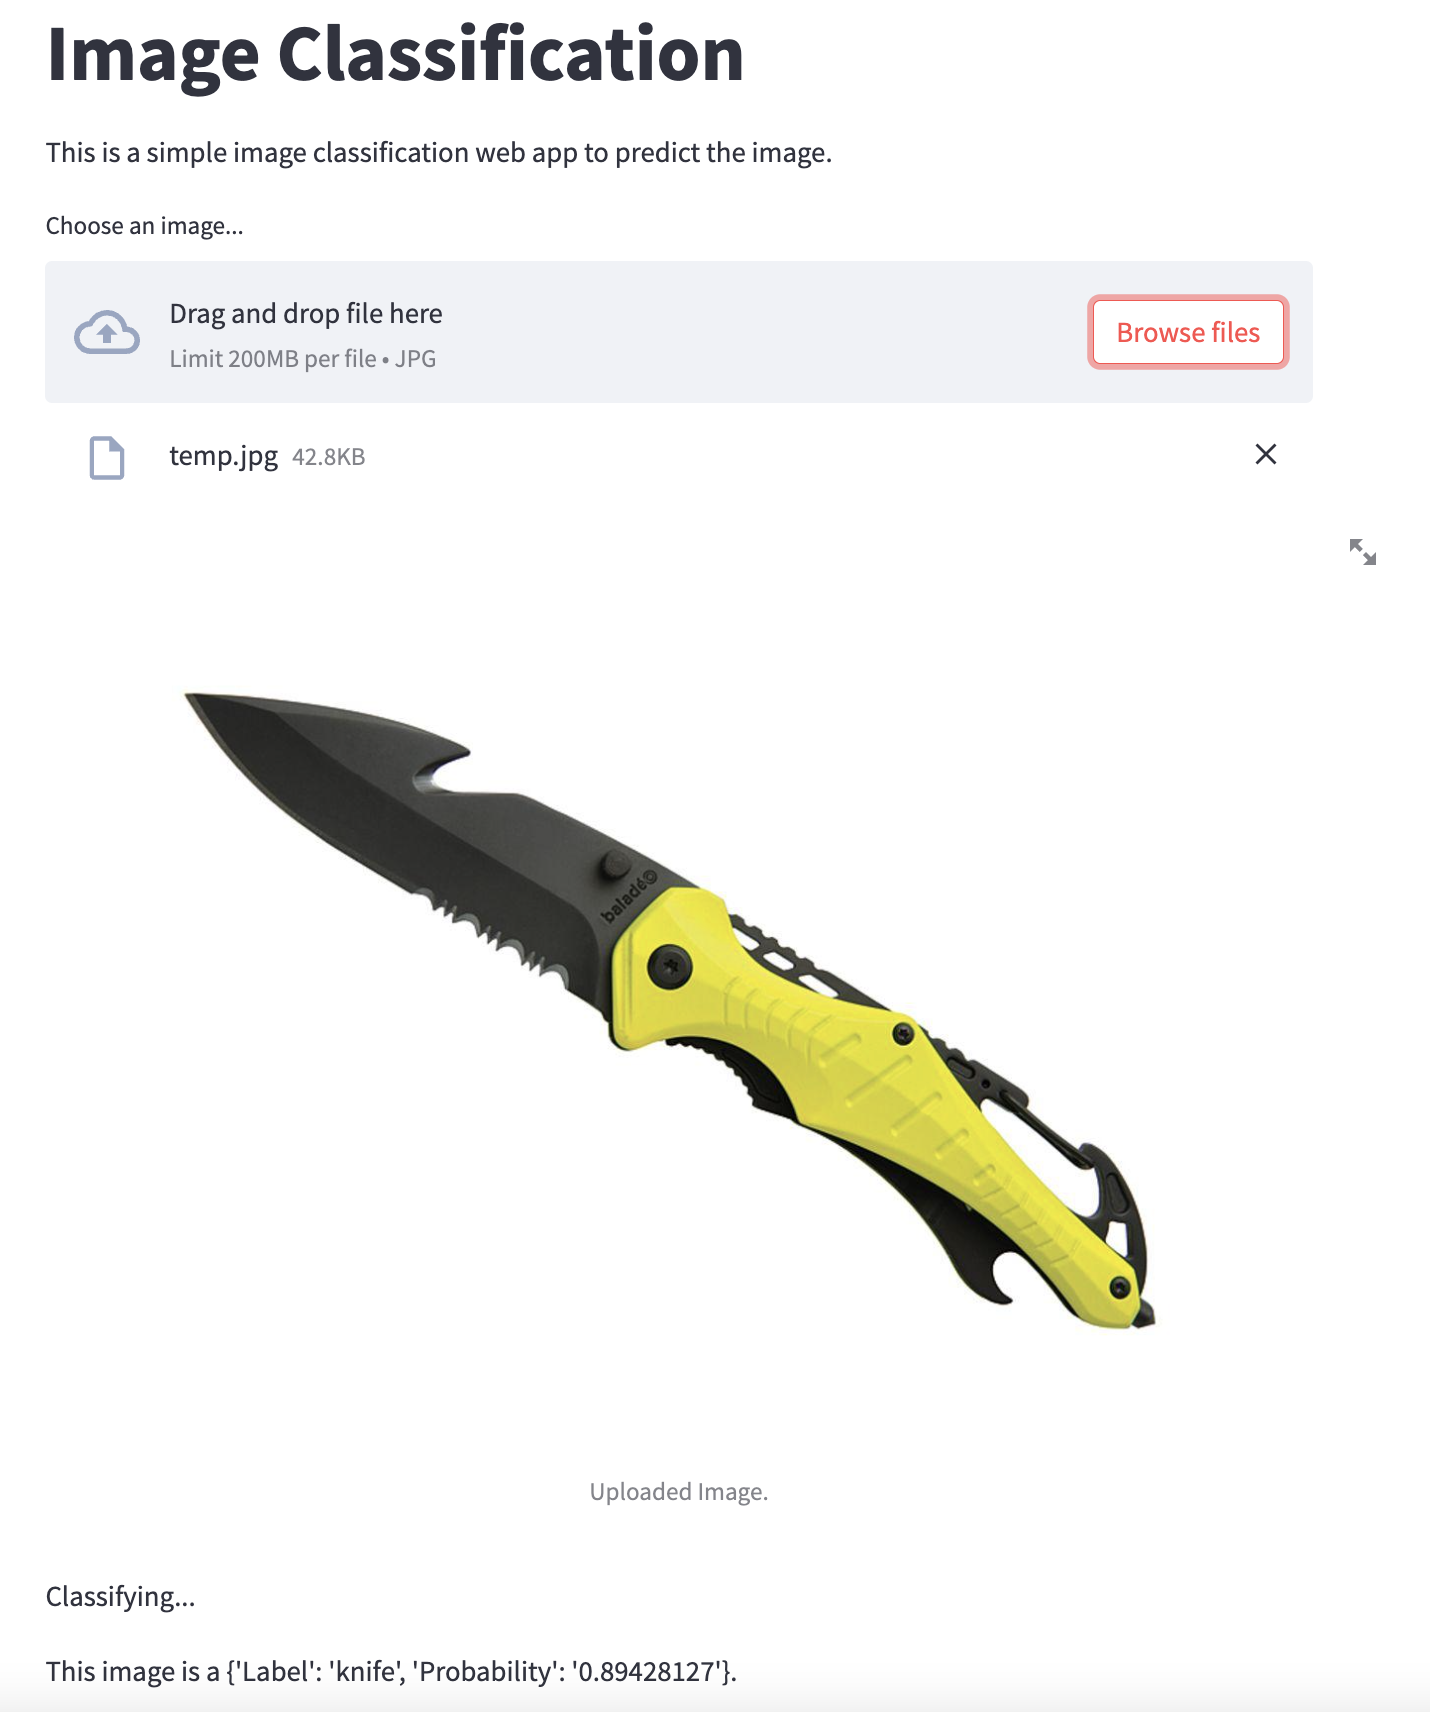 Image Classification
This is a simple image classification web app to predict the image.
Choose an image...
Drag and drop file here
Limit 200MB per file • JPG
Browse files
temp.jpg 42.8KB
baladéo
Uploaded Image.
Classifying...
This image is a {'Label': 'knife', 'Probability': '0.89428127'}.